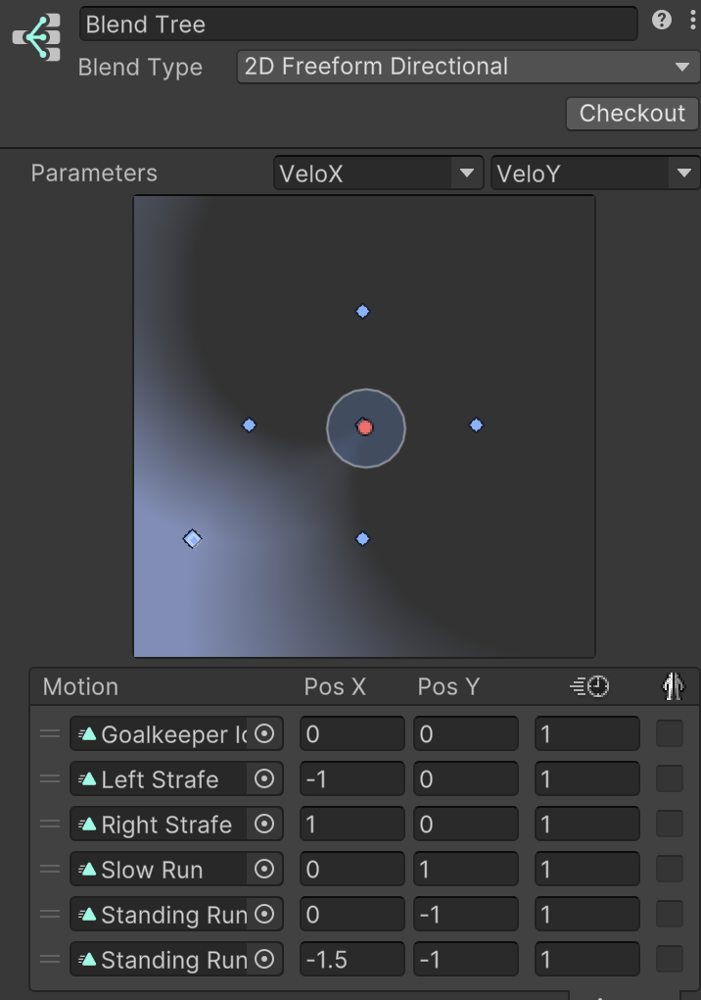 Blend Tree
Blend Type 2D Freeform Directional
Checkout
Parameters VeloX VeloY
Motion Pos X Pos Y
Goalkeeper 0 0 1
Left Strafe -1 0 1
Right Strafe 1 0 1
Slow Run 0 1 1
Standing Run 0 -1 1
Standing Run -1.5 -1 1